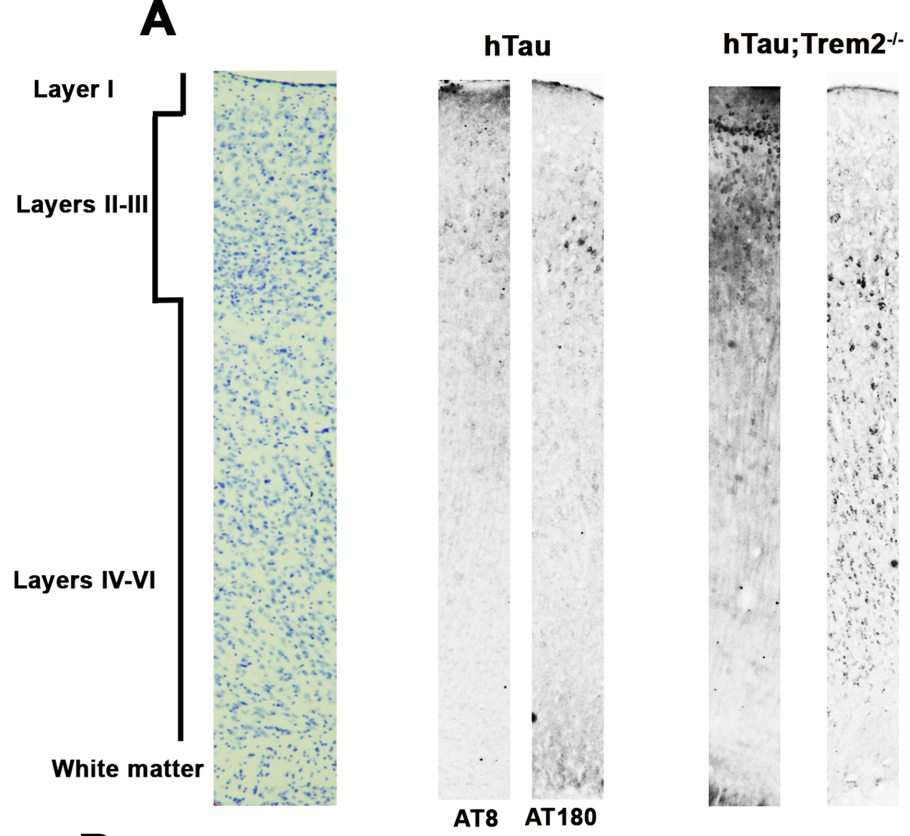 A
hTau
hTau;Trem2-/-
Layer I
Layers II-III
Layers IV-VI
White matter
AT8
AT180